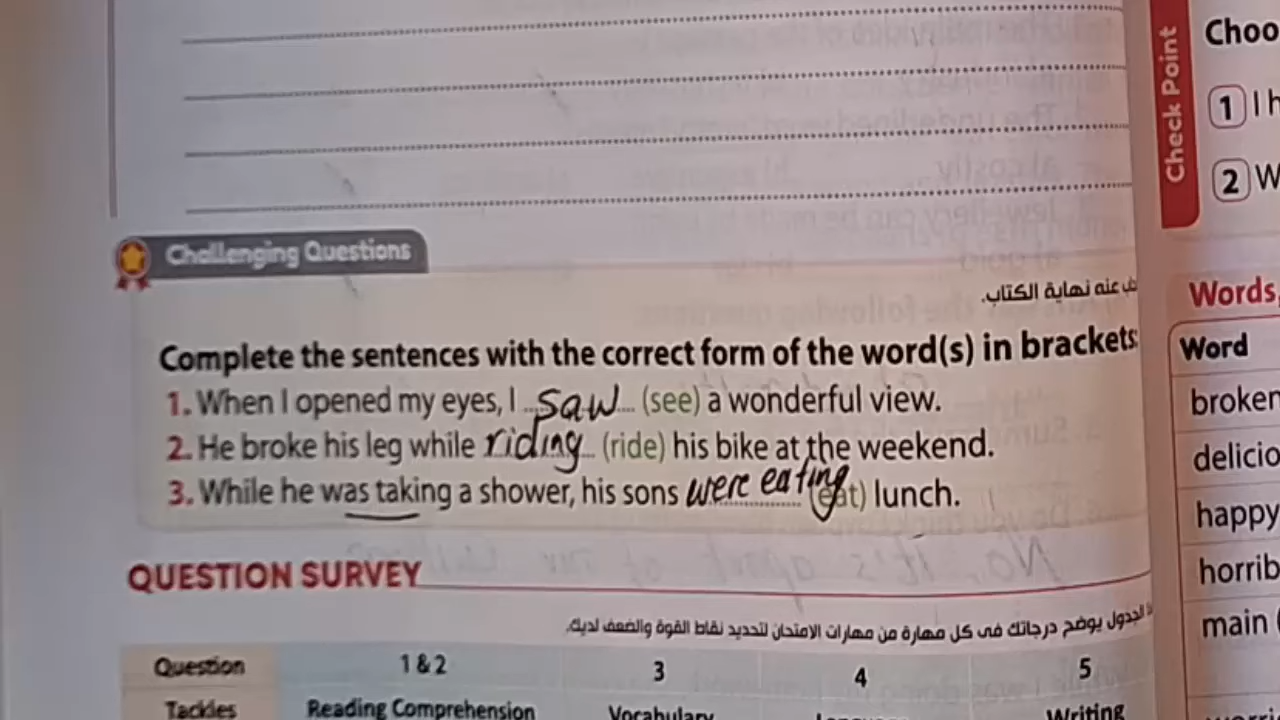 Check Point
Choo
1 I h
2 W
Challenging Questions
عنه نهاية الكتاب.
Complete the sentences with the correct form of the word(s) in brackets
1. When I opened my eyes, I saw (see) a wonderful view.
2. He broke his leg while riding (ride) his bike at the weekend.
3. While he was taking a shower, his sons were eating (eat) lunch.
QUESTION SURVEY
الجدول يوضح درجاتك فى كل مهارة من مهارات الامتحان لتحديد نقاط القوة والضعف لديك.
Question 1 & 2 3 4 5
Tackles Reading Comprehension Vocabulary Writing
Words,
Word
broken
delicio
happy
horrib
main (